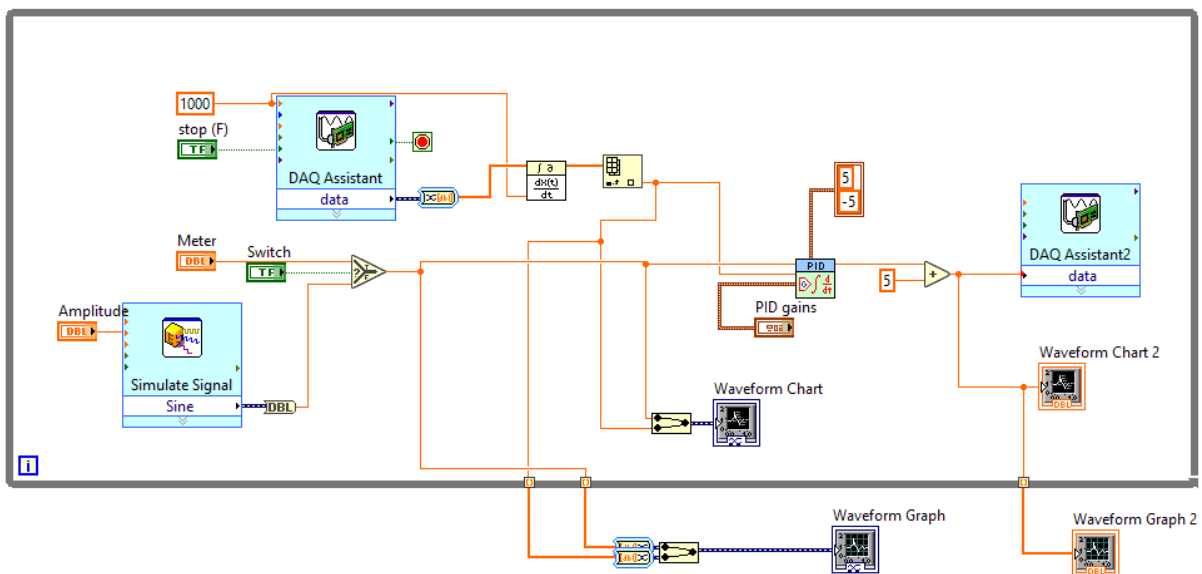 1000
stop (F)
TF
DAQ Assistant
data
∫ ∂
dX(t)
dt
5
-5
Meter
DBL
Switch
TF
?
T
F
PID
G
∫
d
dt
5
+
DAQ Assistant2
data
PID gains
Amplitude
DBL
Simulate Signal
Sine
DBL
Waveform Chart
Waveform Chart 2
DBL
i
Waveform Graph
Waveform Graph 2
DBL